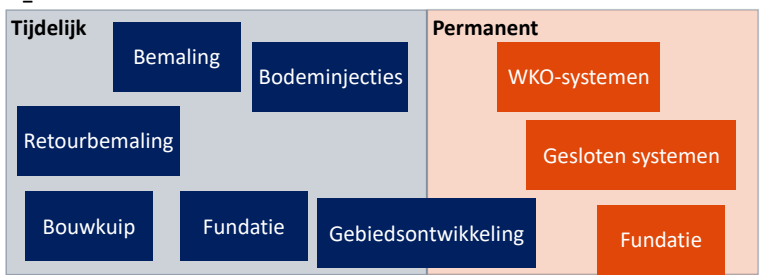 Tijdelijk
Permanent
Bemaling
Bodeminjecties
WKO-systemen
Retourbemaling
Gesloten systemen
Bouwkuip
Fundatie
Gebiedsontwikkeling
Fundatie